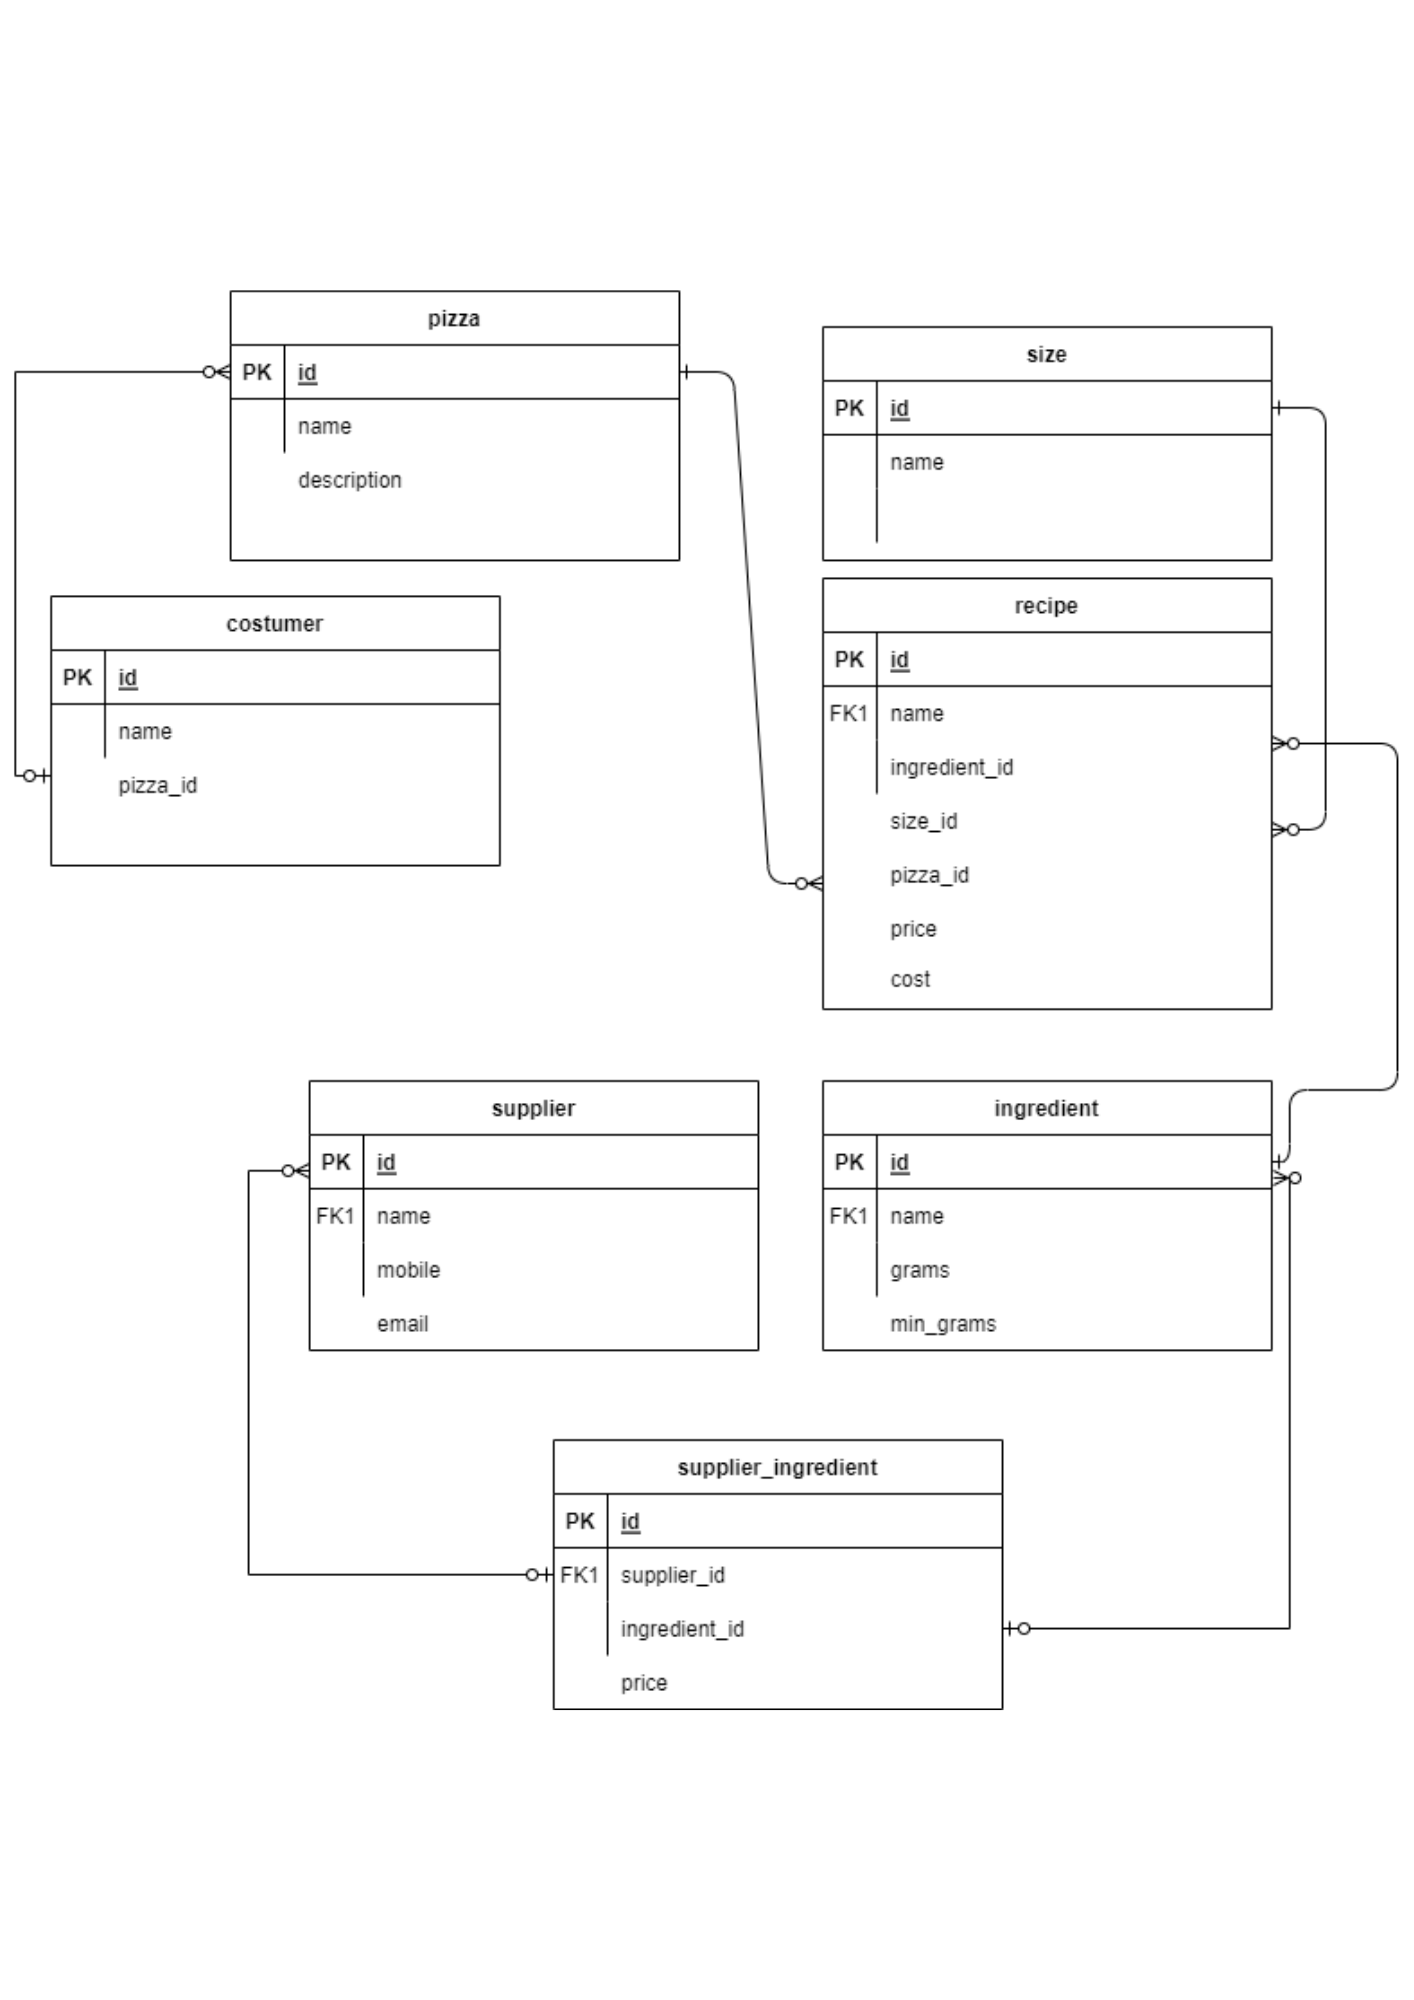 pizza
PK id
name
description
size
PK id
name
costumer
PK id
name
pizza_id
recipe
PK id
FK1 name
ingredient_id
size_id
pizza_id
price
cost
supplier
PK id
FK1 name
mobile
email
ingredient
PK id
FK1 name
grams
min_grams
supplier_ingredient
PK id
FK1 supplier_id
ingredient_id
price